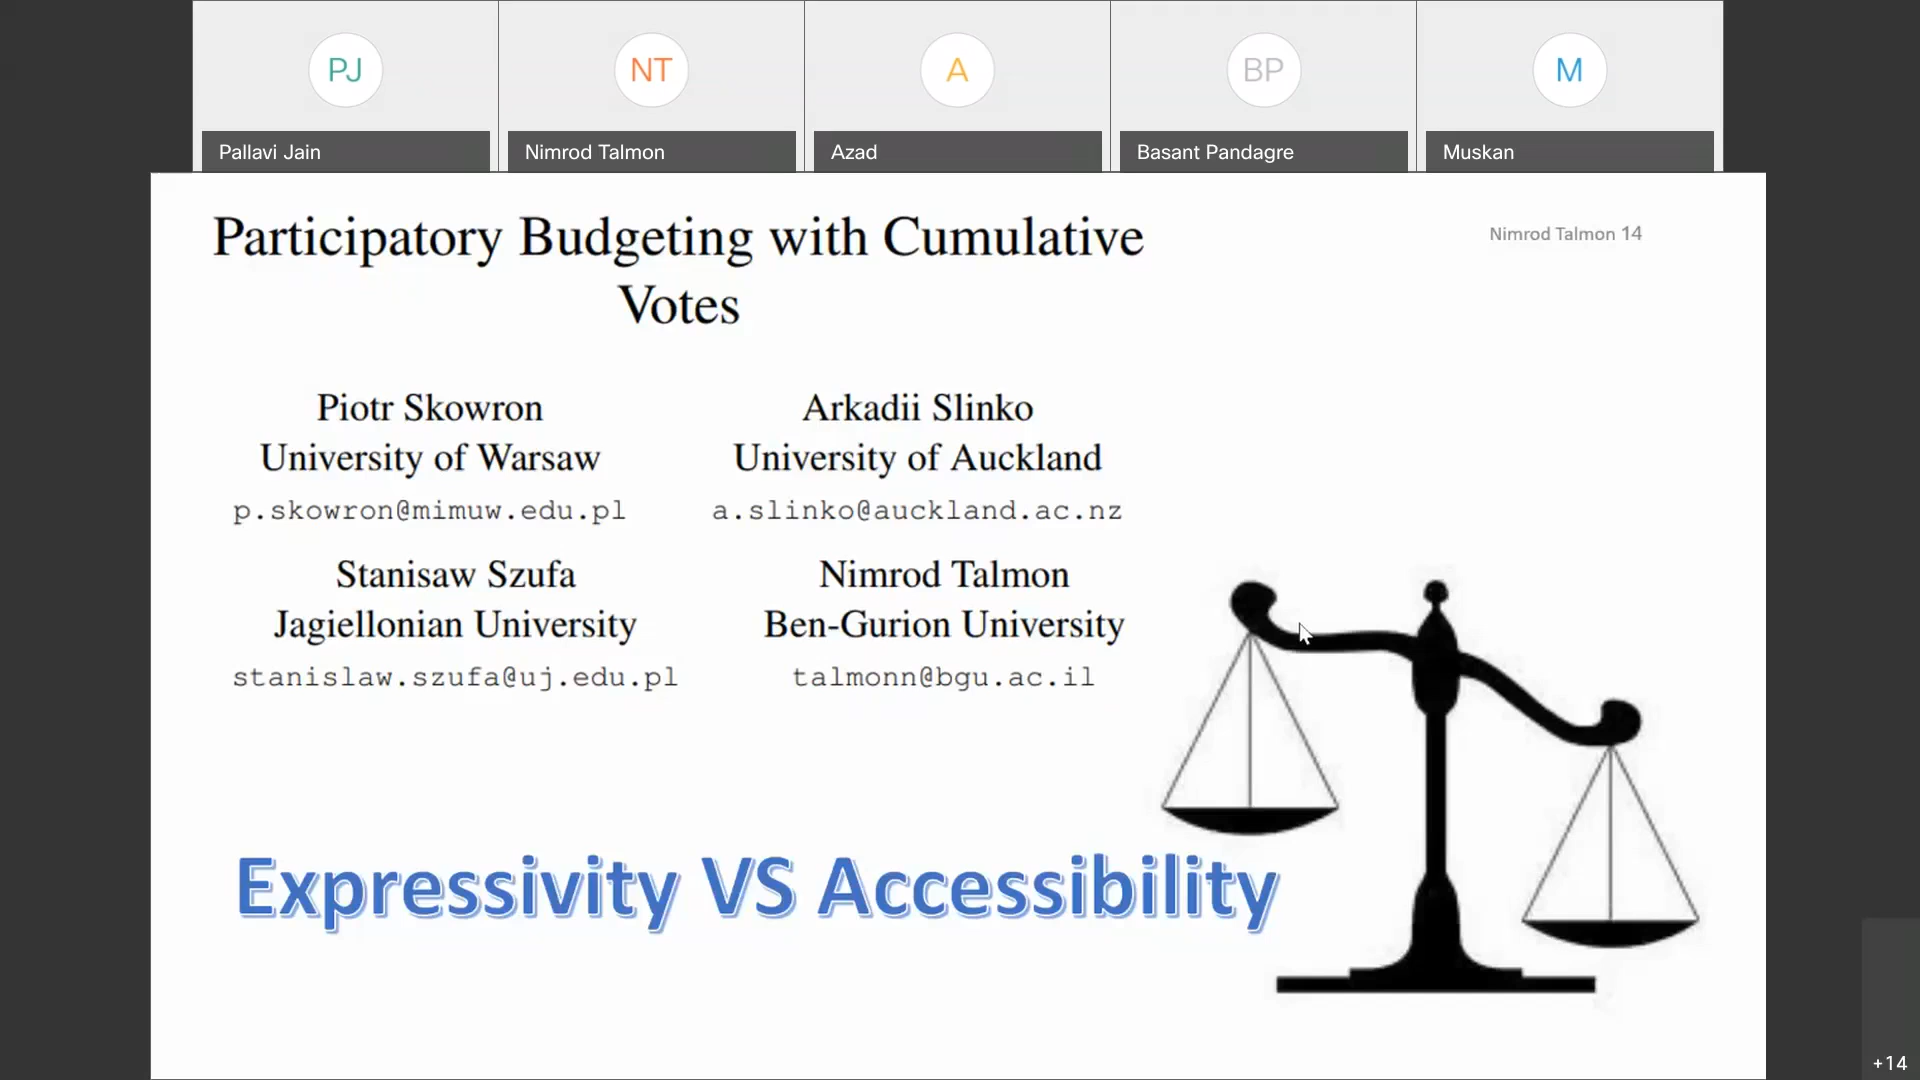 PJ
NT
A
BP
M
Pallavi Jain
Nimrod Talmon
Azad
Basant Pandagre
Muskan
Participatory Budgeting with Cumulative
Votes
Nimrod Talmon 14
Piotr Skowron
University of Warsaw
p.skowron@mimuw.edu.pl
Arkadii Slinko
University of Auckland
a.slinko@auckland.ac.nz
Stanisaw Szufa
Jagiellonian University
stanislaw.szufa@uj.edu.pl
Nimrod Talmon
Ben-Gurion University
talmonn@bgu.ac.il
Expressivity VS Accessibility
+14